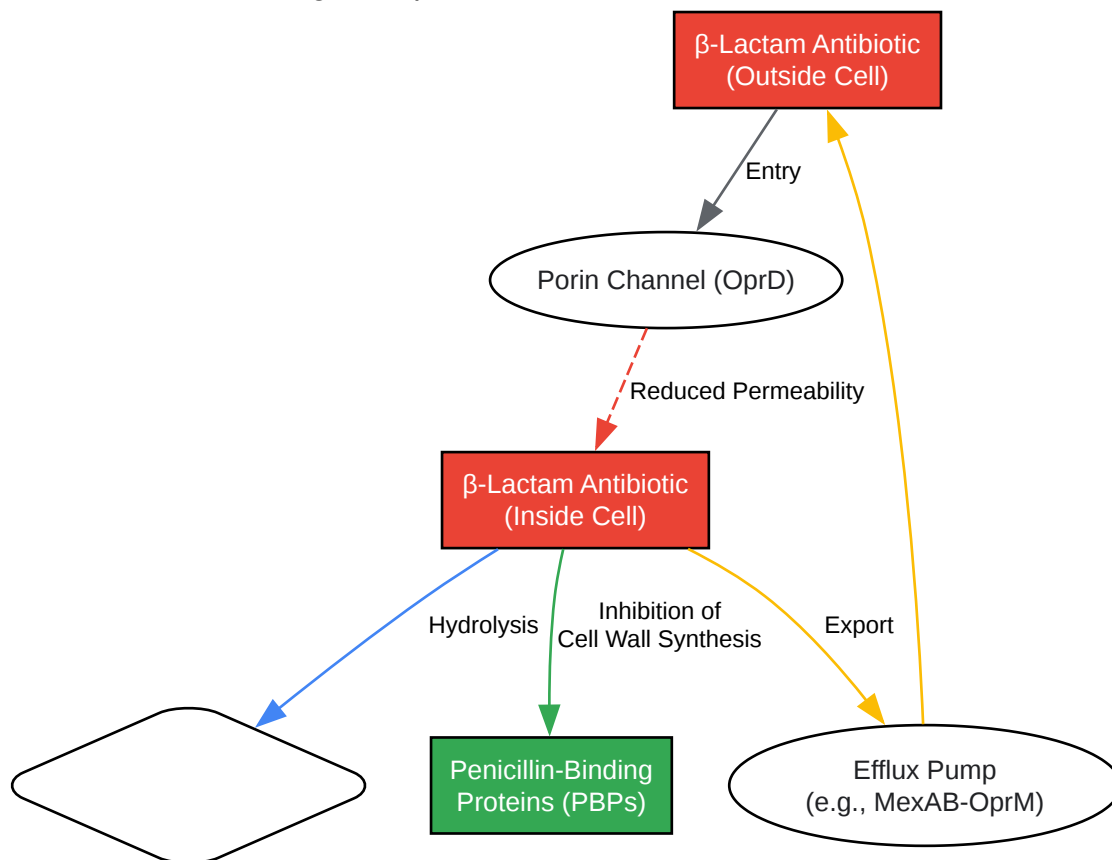 β-Lactam Antibiotic
(Outside Cell)
Entry
Porin Channel (OprD)
Reduced Permeability
β-Lactam Antibiotic
(Inside Cell)
Hydrolysis
Inhibition of
Cell Wall Synthesis
Export
Penicillin-Binding
Proteins (PBPs)
Efflux Pump
(e.g., MexAB-OprM)